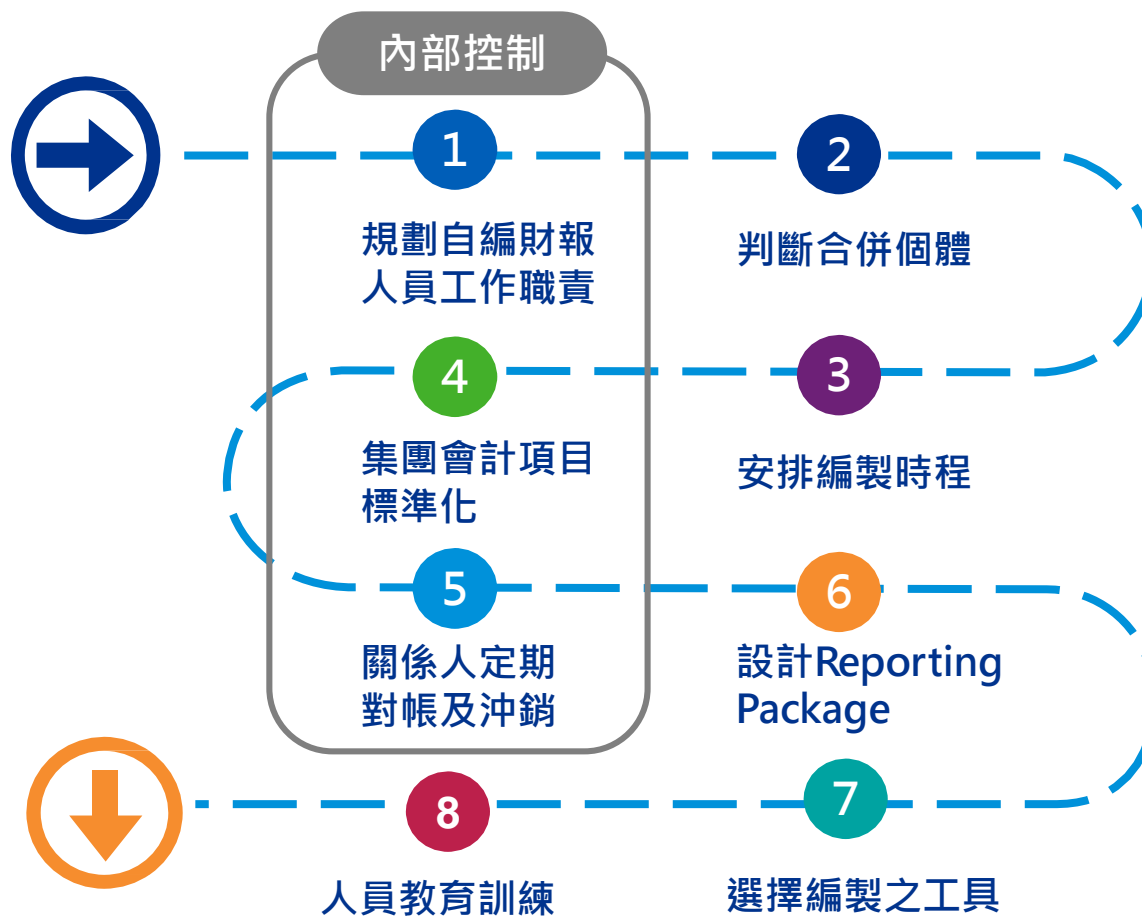 內部控制
1
規劃自編財報
人員工作職責
2
判斷合併個體
3
安排編製時程
4
集團會計項目
標準化
5
關係人定期
對帳及沖銷
6
設計Reporting
Package
7
選擇編製之工具
8
人員教育訓練